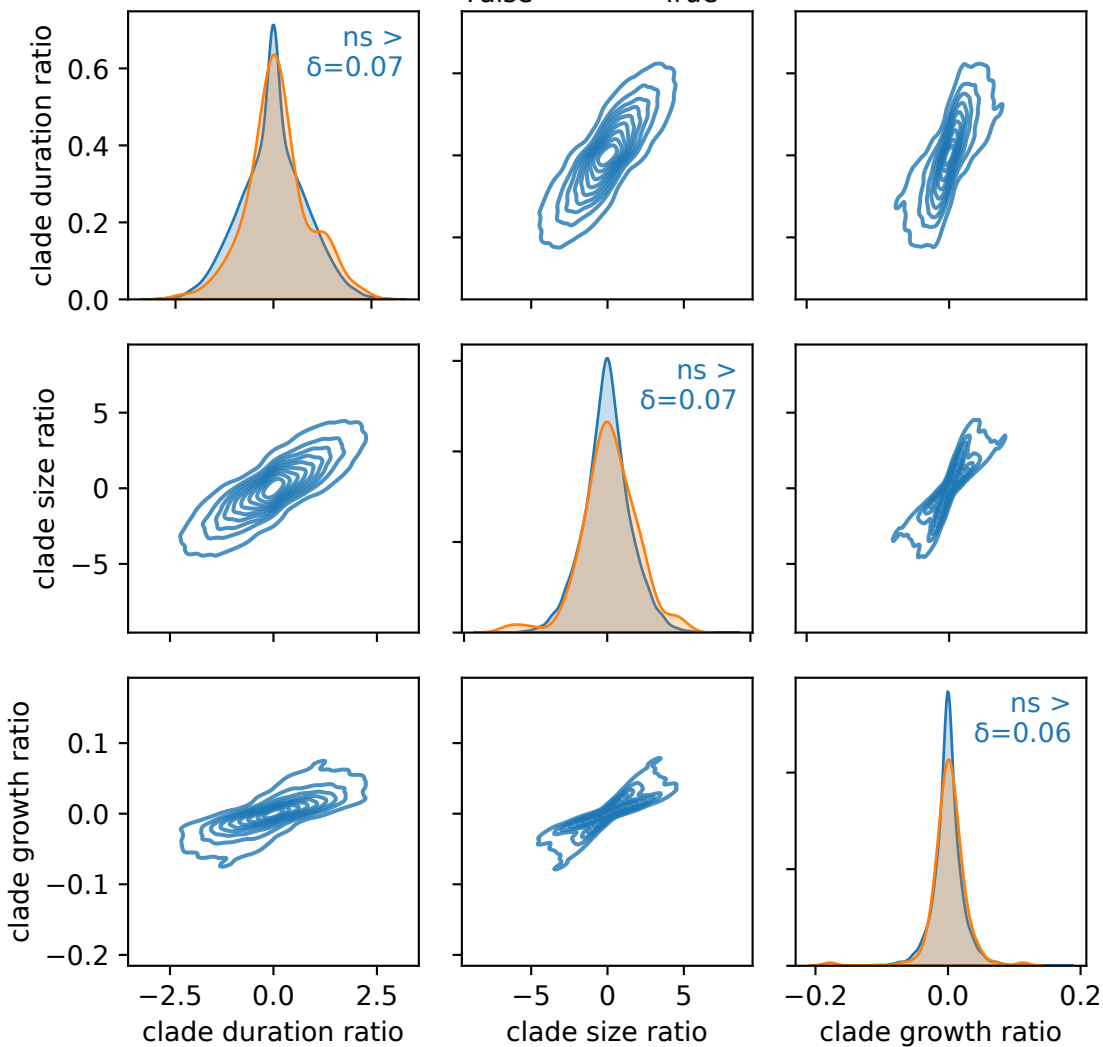 True
clade duration ratio
0.6
0.4
0.2
0.0
ns >
δ=0.07
clade size ratio
5
0
−5
ns >
δ=0.07
clade growth ratio
0.1
0.0
−0.1
−0.2
ns >
δ=0.06
−2.5
0.0
2.5
−5
0
5
−0.2
0.0
0.2
clade duration ratio
clade size ratio
clade growth ratio